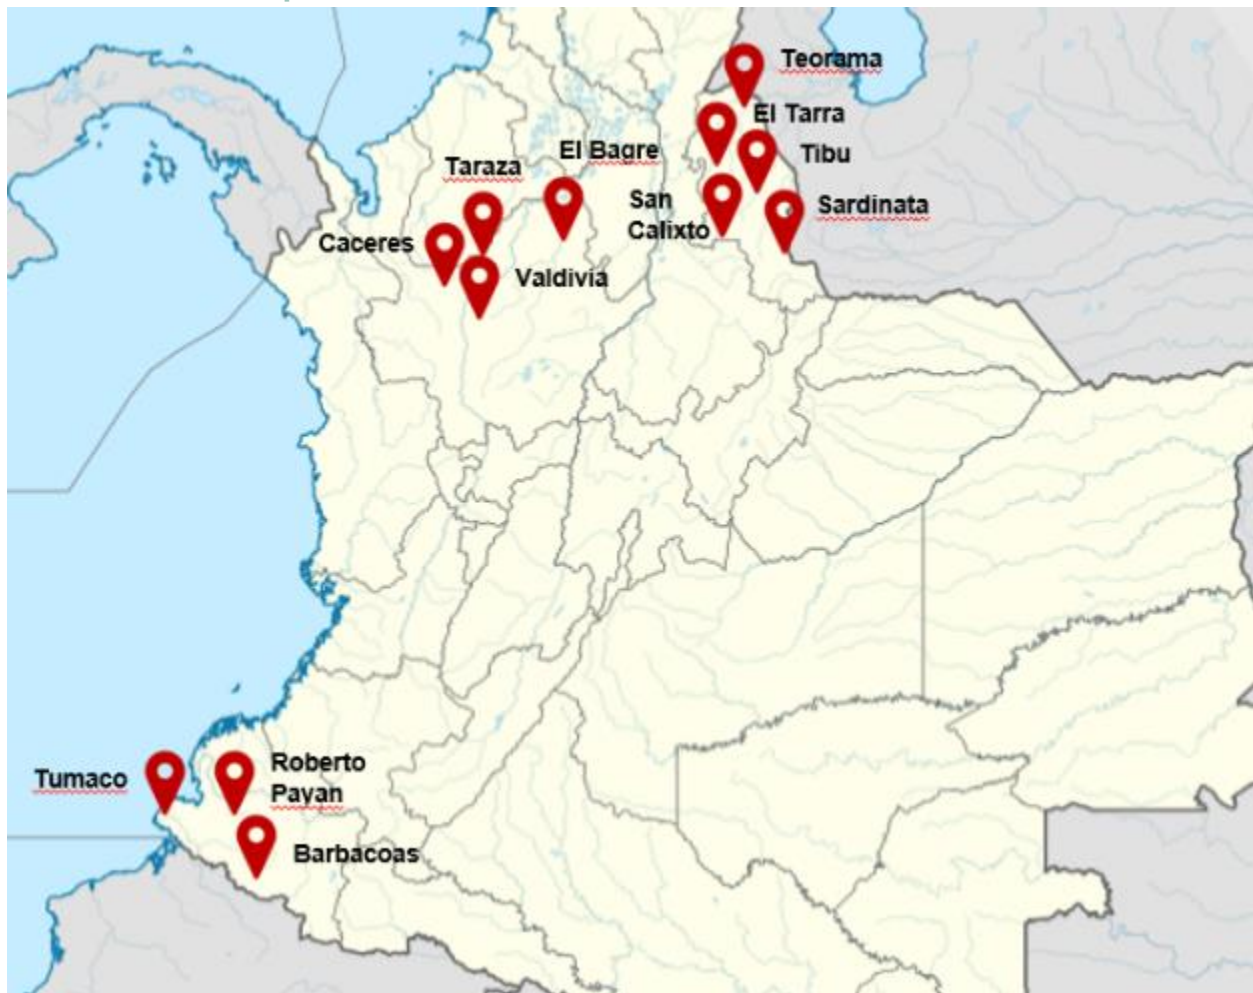 Teorama
El Tarra
Tibu
El Bagre
Taraza
San
Calixto
Sardinata
Caceres
Valdivia
Tumaco
Roberto
Payan
Barbacoas